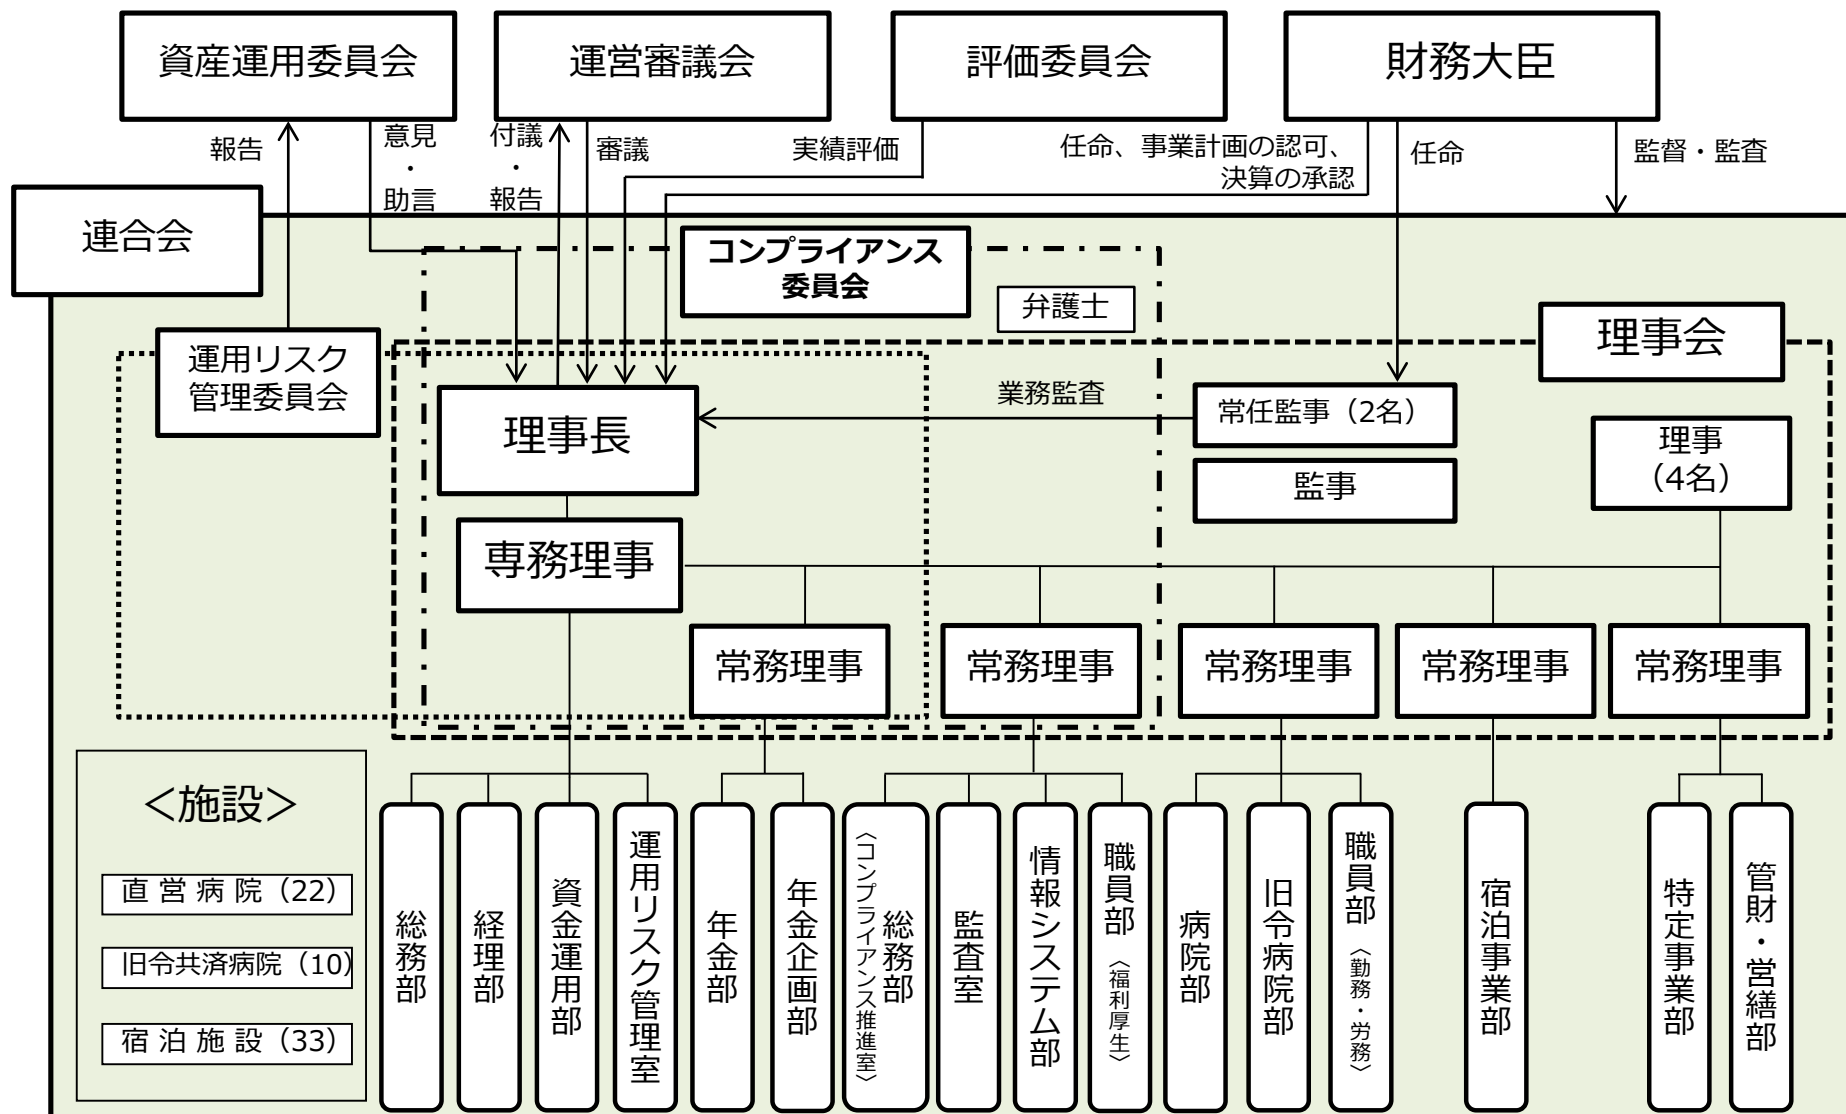 資産運用委員会
運営審議会
評価委員会
財務大臣
報告
意見
・
助言
付議
・
報告
審議
実績評価
任命、事業計画の認可、
決算の承認
任命
監督・監査
連合会
コンプライアンス
委員会
弁護士
理事会
運用リスク
管理委員会
理事長
業務監査
常任監事（2名）
監事
理事
（4名）
専務理事
常務理事
常務理事
常務理事
常務理事
常務理事
＜施設＞
直 営 病 院（22）
旧令共済病院（10）
宿 泊 施 設（33）
総務部
経理部
資金運用部
運用リスク管理室
年金部
年金企画部
総務部
〈コンプライアンス推進室〉
監査室
情報システム部
職員部〈福利厚生〉
病院部
旧令病院部
職員部〈勤務・労務〉
宿泊事業部
特定事業部
管財・営繕部